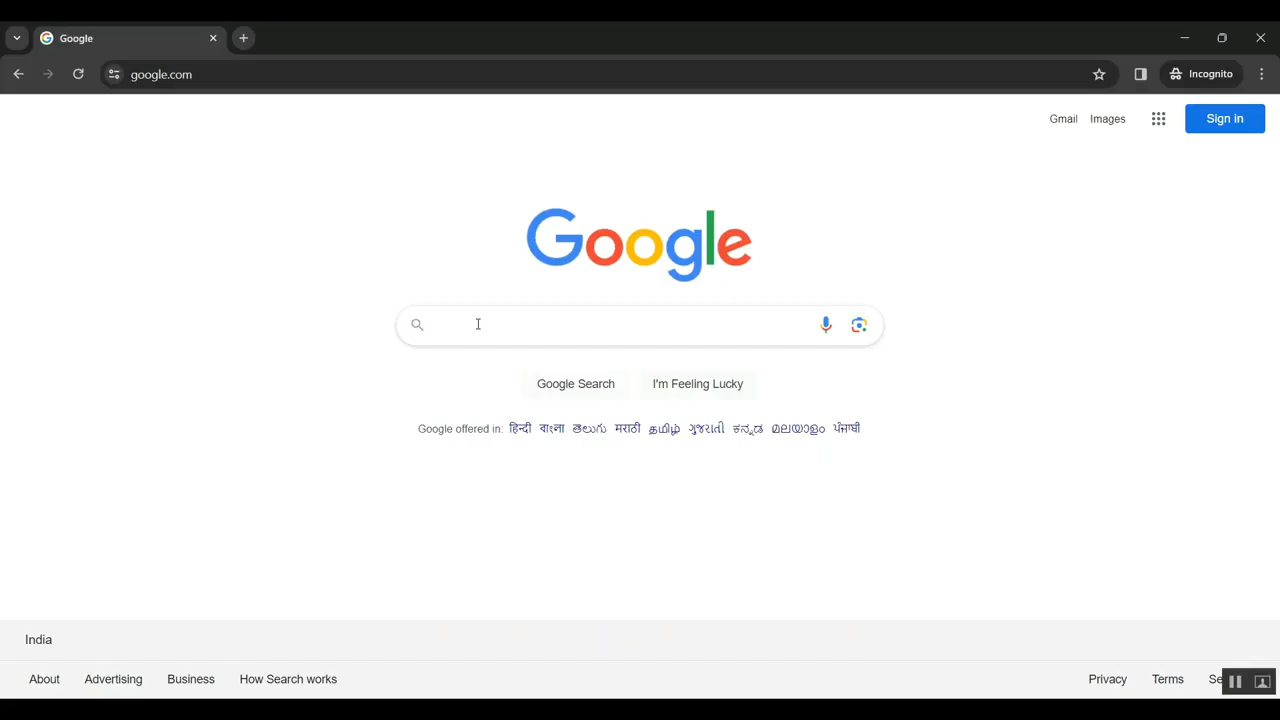 Google
google.com
Incognito
Gmail Images Sign in
Google
Google Search I'm Feeling Lucky
Google offered in: हिन्दी বাংলা తెలుగు मराठी தமிழ் ગુજરાતી ಕನ್ನಡ മലയാളം ਪੰਜਾਬੀ
India
About Advertising Business How Search works Privacy Terms Se